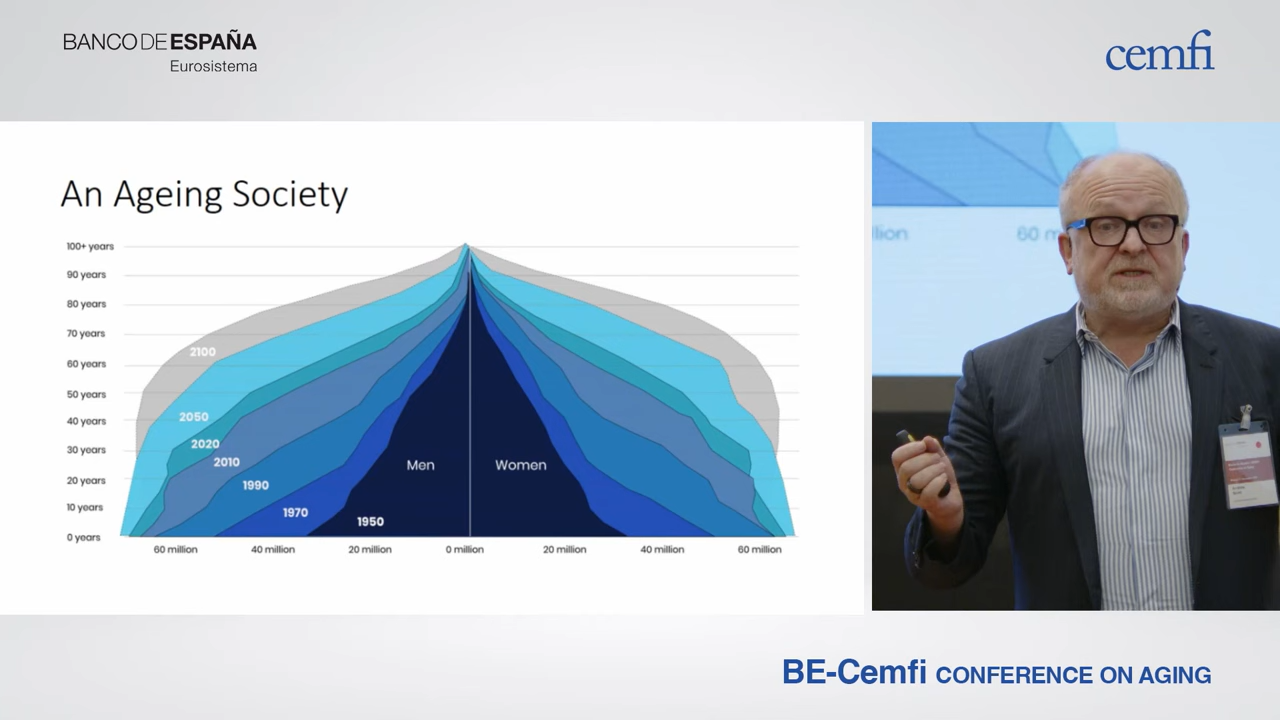 BANCO DE ESPAÑA
Eurosistema
cemfi
An Ageing Society
100+ years
90 years
80 years
70 years
60 years
50 years
40 years
30 years
20 years
10 years
0 years
2100
2050
2020
2010
1990
1970
1950
Men
Women
60 million
40 million
20 million
0 million
20 million
40 million
60 million
llion
60 m
BE-Cemfi CONFERENCE ON AGING